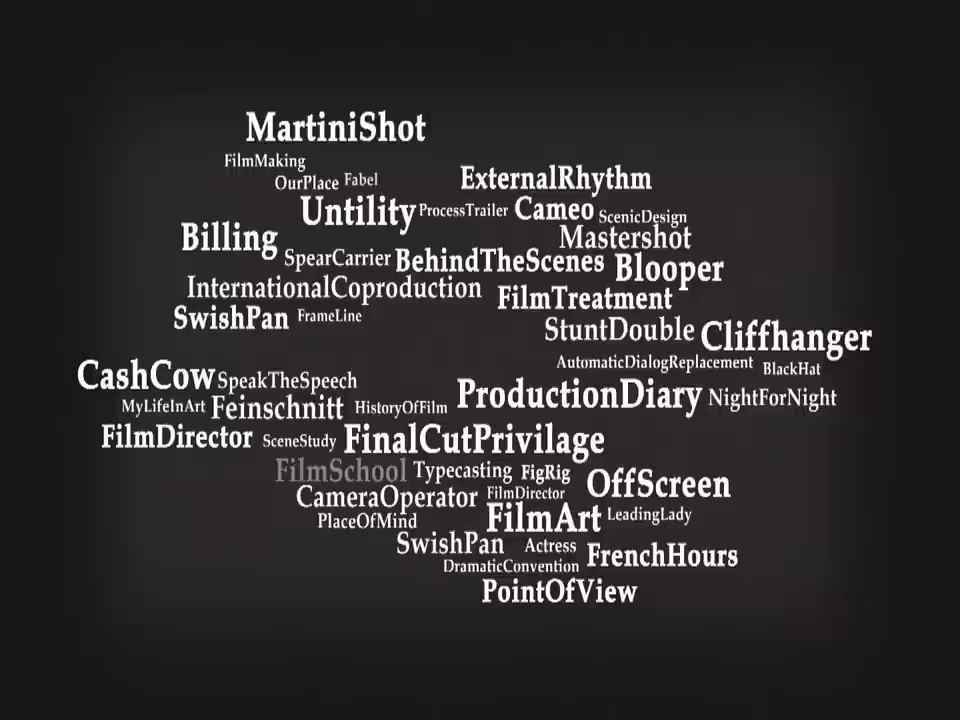 MartiniShot
FilmMaking
OurPlace Fabel ExternalRhythm
Untility ProcessTrailer Cameo ScenicDesign
Billing Mastershot
SpearCarrier BehindTheScenes Blooper
InternationalCoproduction FilmTreatment
SwishPan FrameLine
StuntDouble Cliffhanger
AutomaticDialogReplacement BlackHat
CashCow SpeakTheSpeech
ProductionDiary NightForNight
MyLifeInArt Feinschnitt HistoryOfFilm
FilmDirector SceneStudy FinalCutPrivilage
FilmSchool Typecasting FigRig
OffScreen
CameraOperator FilmDirector
PlaceOfMind FilmArt LeadingLady
SwishPan Actress FrenchHours
DramaticConvention
PointOfView